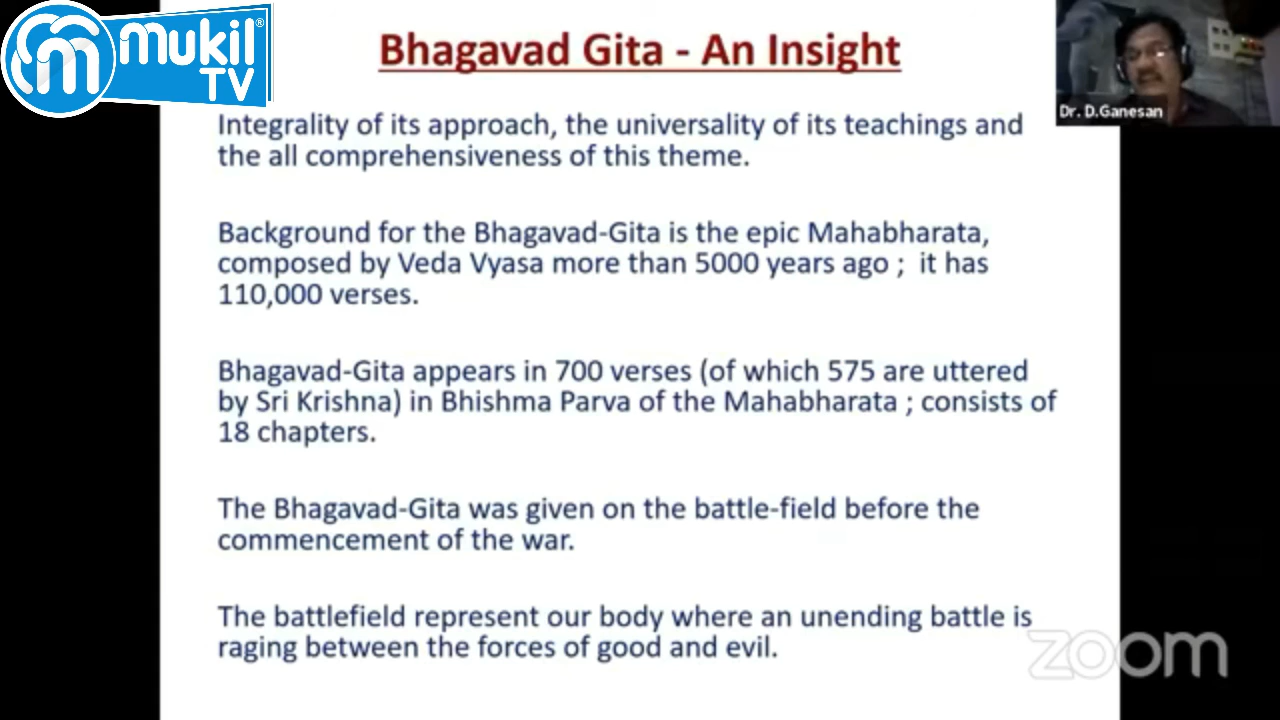 mukil
TV
Bhagavad Gita - An Insight
Dr. D.Ganesan
Integrality of its approach, the universality of its teachings and
the all comprehensiveness of this theme.
Background for the Bhagavad-Gita is the epic Mahabharata,
composed by Veda Vyasa more than 5000 years ago ; it has
110,000 verses.
Bhagavad-Gita appears in 700 verses (of which 575 are uttered
by Sri Krishna) in Bhishma Parva of the Mahabharata ; consists of
18 chapters.
The Bhagavad-Gita was given on the battle-field before the
commencement of the war.
The battlefield represent our body where an unending battle is
raging between the forces of good and evil.
zoom